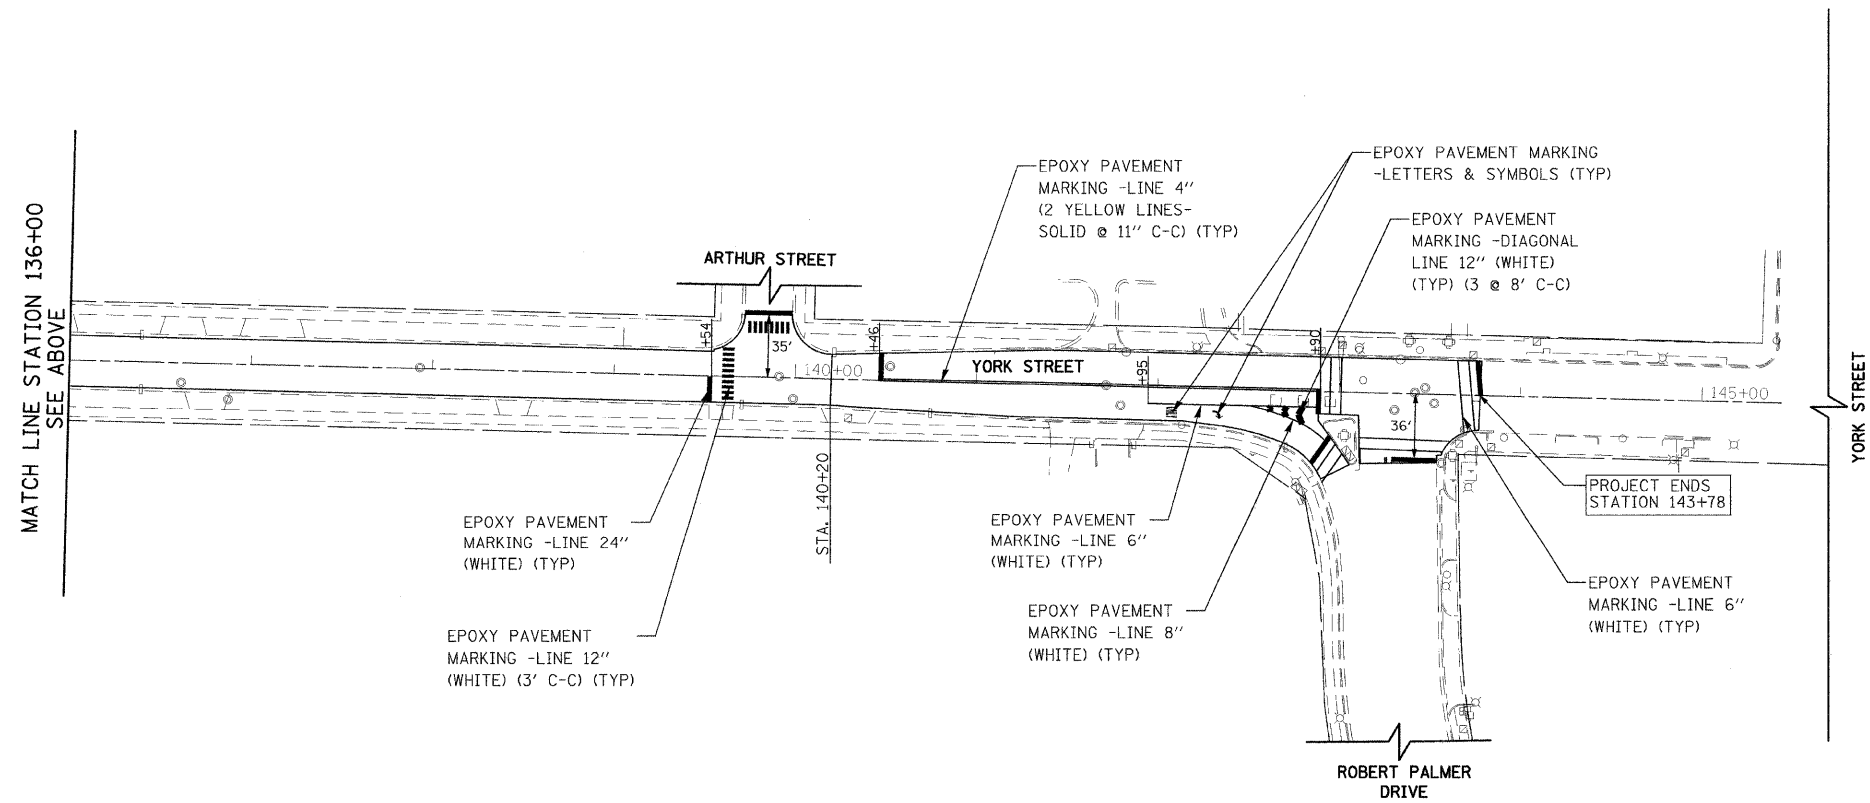 MATCH LINE STATION 136+00
SEE ABOVE
ARTHUR STREET
EPOXY PAVEMENT
MARKING -LINE 4"
(2 YELLOW LINES-
SOLID @ 11" C-C) (TYP)
EPOXY PAVEMENT MARKING
-LETTERS & SYMBOLS (TYP)
EPOXY PAVEMENT
MARKING -DIAGONAL
LINE 12" (WHITE)
(TYP) (3 @ 8' C-C)
+54
35'
+46
140+00
YORK STREET
+95
+90
36'
145+00
YORK STREET
STA. 140+20
PROJECT ENDS
STATION 143+78
EPOXY PAVEMENT
MARKING -LINE 24"
(WHITE) (TYP)
EPOXY PAVEMENT
MARKING -LINE 6"
(WHITE) (TYP)
EPOXY PAVEMENT
MARKING -LINE 6"
(WHITE) (TYP)
EPOXY PAVEMENT
MARKING -LINE 8"
(WHITE) (TYP)
EPOXY PAVEMENT
MARKING -LINE 12"
(WHITE) (3' C-C) (TYP)
ROBERT PALMER
DRIVE